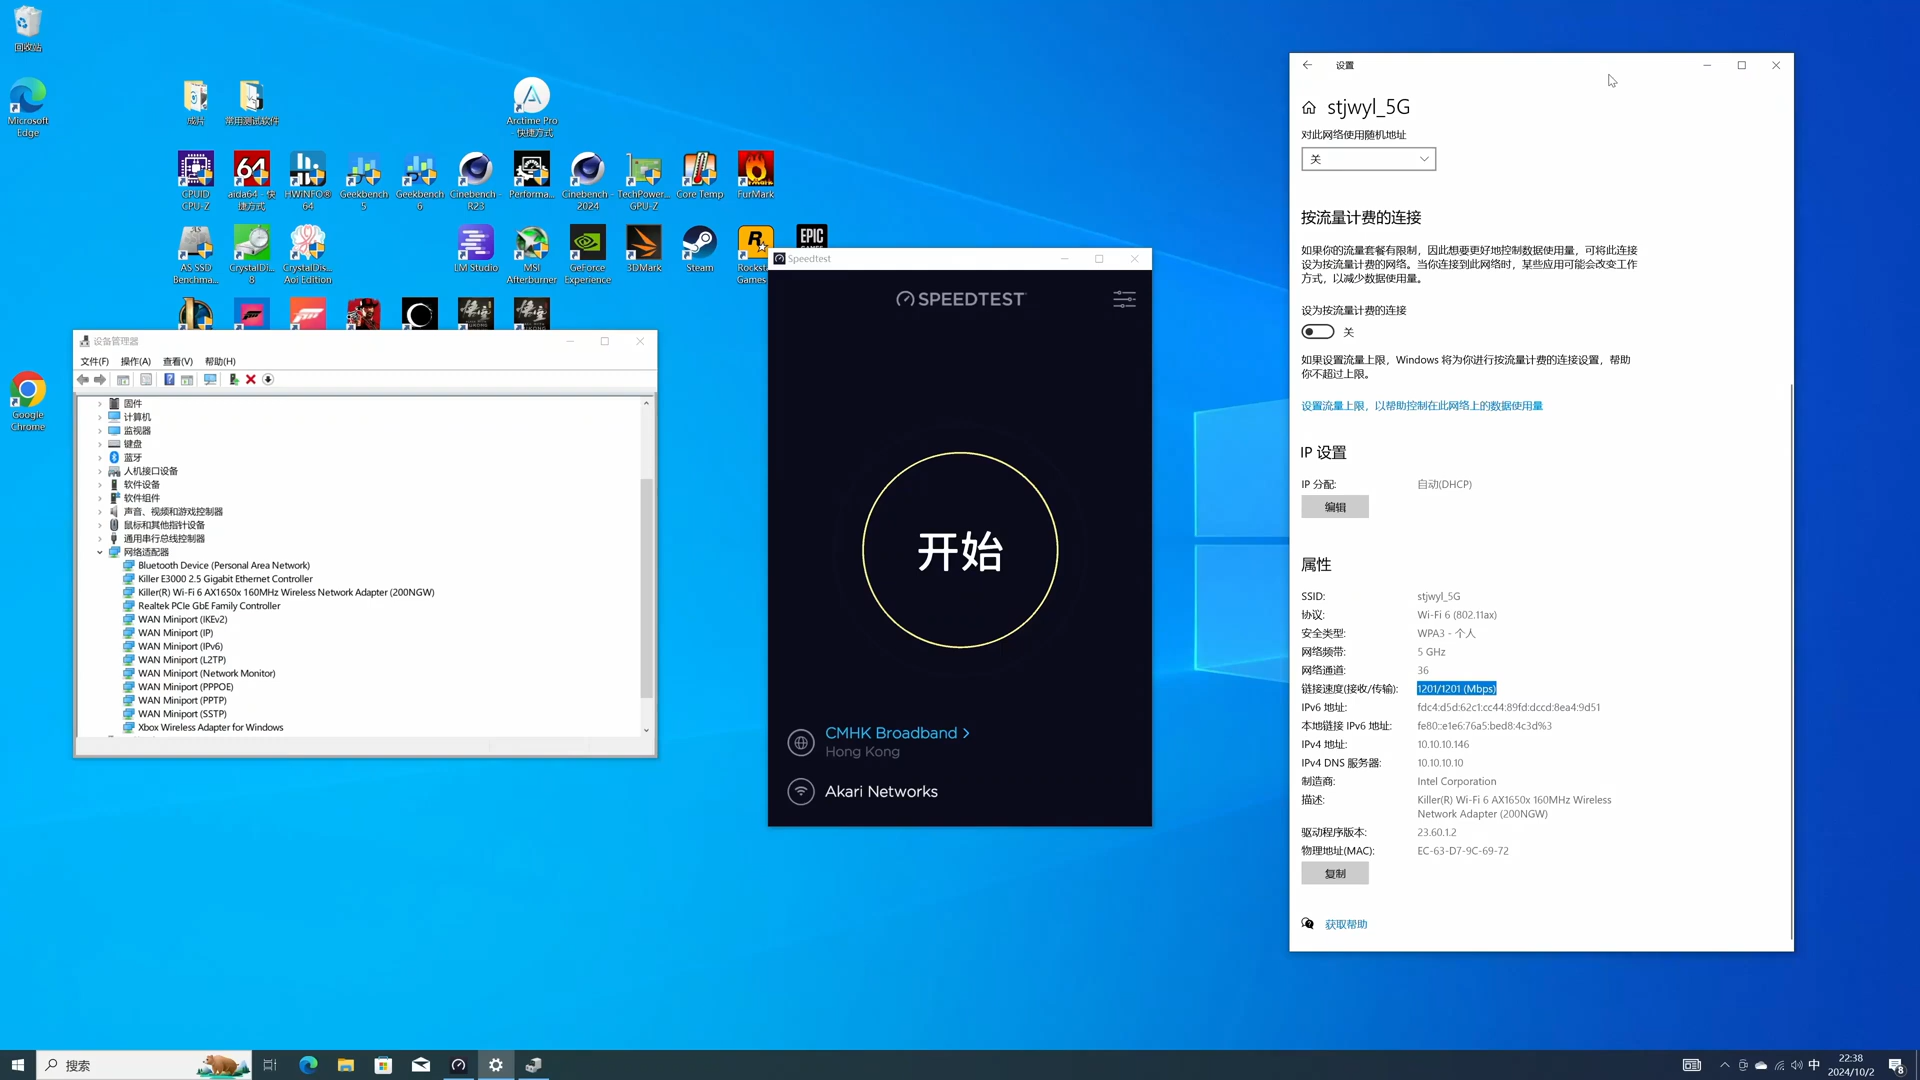 回收站
Microsoft Edge
成片
常用测试软件
Arctime Pro - 快捷方式
CPUID CPU-Z
aida64 - 快捷方式
HWiNFO® 64
Geekbench 5
Geekbench 6
Cinebench - R23
Performa...
Cinebench - 2024
TechPower... GPU-Z
Core Temp
FurMark
AS SSD Benchma...
CrystalDi... 8
CrystalDis... Aoi Edition
LM Studio
MSI Afterburner
GeForce Experience
3DMark
Steam
Rocksta
Games
EPIC
Google Chrome
设备管理器
文件(F) 操作(A) 查看(V) 帮助(H)
固件
计算机
监视器
键盘
蓝牙
人机接口设备
软件设备
软件组件
声音、视频和游戏控制器
鼠标和其他指针设备
通用串行总线控制器
网络适配器
Bluetooth Device (Personal Area Network)
Killer E3000 2.5 Gigabit Ethernet Controller
Killer(R) Wi-Fi 6 AX1650x 160MHz Wireless Network Adapter (200NGW)
Realtek PCIe GbE Family Controller
WAN Miniport (IKEv2)
WAN Miniport (IP)
WAN Miniport (IPv6)
WAN Miniport (L2TP)
WAN Miniport (Network Monitor)
WAN Miniport (PPPOE)
WAN Miniport (PPTP)
WAN Miniport (SSTP)
Xbox Wireless Adapter for Windows
Speedtest
SPEEDTEST
开始
CMHK Broadband >
Hong Kong
Akari Networks
设置
stjwyl_5G
对此网络使用随机地址
关
按流量计费的连接
如果你的流量套餐有限制，因此想要更好地控制数据使用量，可将此连接
设为按流量计费的网络。当你连接到此网络时，某些应用可能会改变工作
方式，以减少数据使用量。
设为按流量计费的连接
关
如果设置流量上限，Windows 将为你进行按流量计费的连接设置，帮助
你不超过上限。
设置流量上限，以帮助控制在此网络上的数据使用量
IP 设置
IP 分配: 自动(DHCP)
编辑
属性
SSID: stjwyl_5G
协议: Wi-Fi 6 (802.11ax)
安全类型: WPA3 - 个人
网络频带: 5 GHz
网络通道: 36
链接速度(接收/传输): 1201/1201 (Mbps)
IPv6 地址: fdc4:d5d:62c1:cc44:89fd:dccd:8ea4:9d51
本地链接 IPv6 地址: fe80::e1e6:76a5:bed8:4c3d%3
IPv4 地址: 10.10.10.146
IPv4 DNS 服务器: 10.10.10.10
制造商: Intel Corporation
描述: Killer(R) Wi-Fi 6 AX1650x 160MHz Wireless
Network Adapter (200NGW)
驱动程序版本: 23.60.1.2
物理地址(MAC): EC-63-D7-9C-69-72
复制
获取帮助
搜索
中
22:38
2024/10/2
8